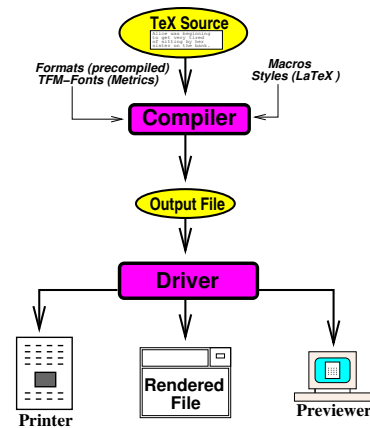 TeX Source
Alice was beginning
to get very tired
of sitting by her
sister on the bank.
Formats (precompiled)
TFM-Fonts (Metrics)
Macros
Styles (LaTeX )
Compiler
Output File
Driver
Rendered
File
Printer
Previewer